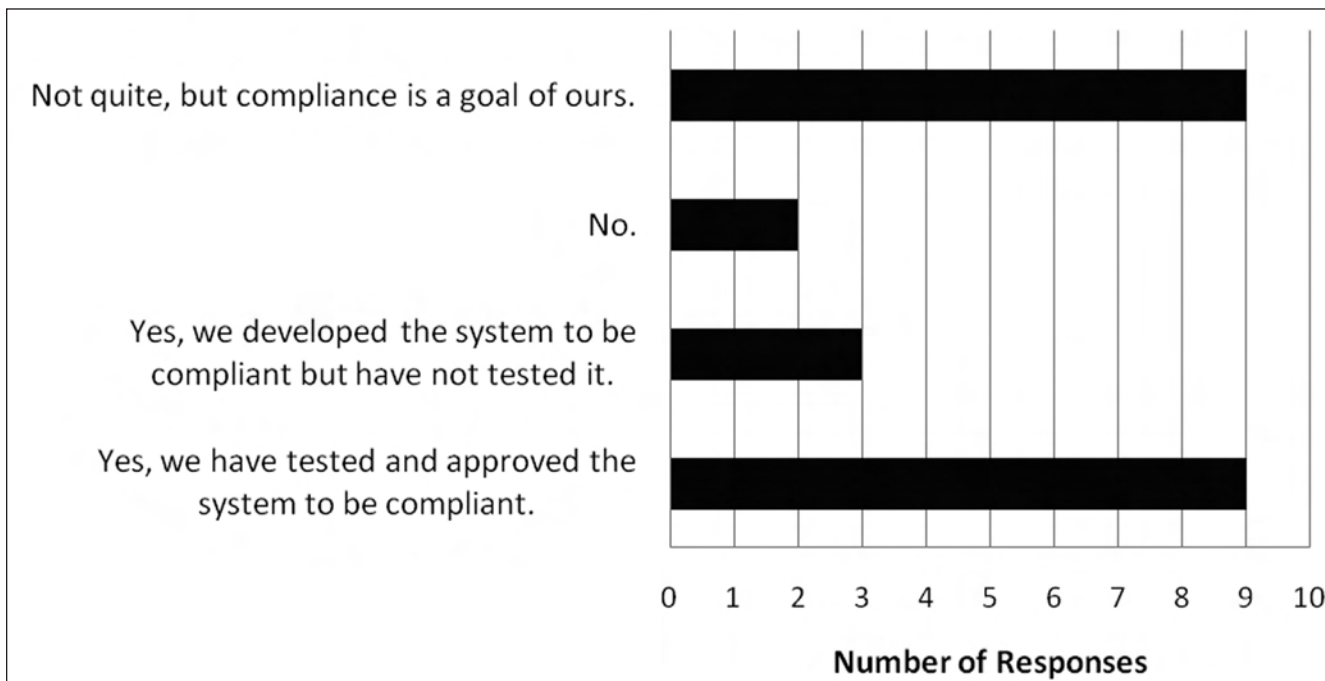 Not quite, but compliance is a goal of ours.
No.
Yes, we developed the system to be
compliant but have not tested it.
Yes, we have tested and approved the
system to be compliant.
0 1 2 3 4 5 6 7 8 9 10
Number of Responses